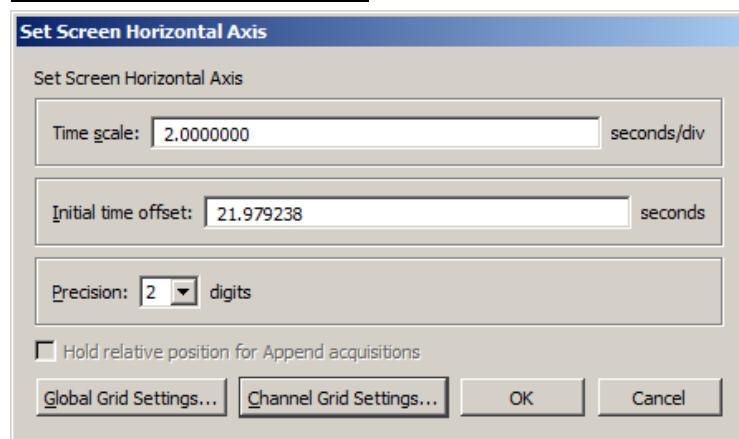 Set Screen Horizontal Axis
Set Screen Horizontal Axis
Time scale: 2.0000000 seconds/div
Initial time offset: 21.979238 seconds
Precision: 2 digits
Hold relative position for Append acquisitions
Global Grid Settings... Channel Grid Settings... OK Cancel